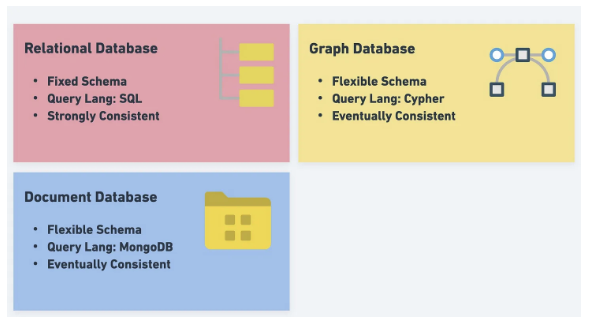 Relational Database
• Fixed Schema
• Query Lang: SQL
• Strongly Consistent
Graph Database
• Flexible Schema
• Query Lang: Cypher
• Eventually Consistent
Document Database
• Flexible Schema
• Query Lang: MongoDB
• Eventually Consistent